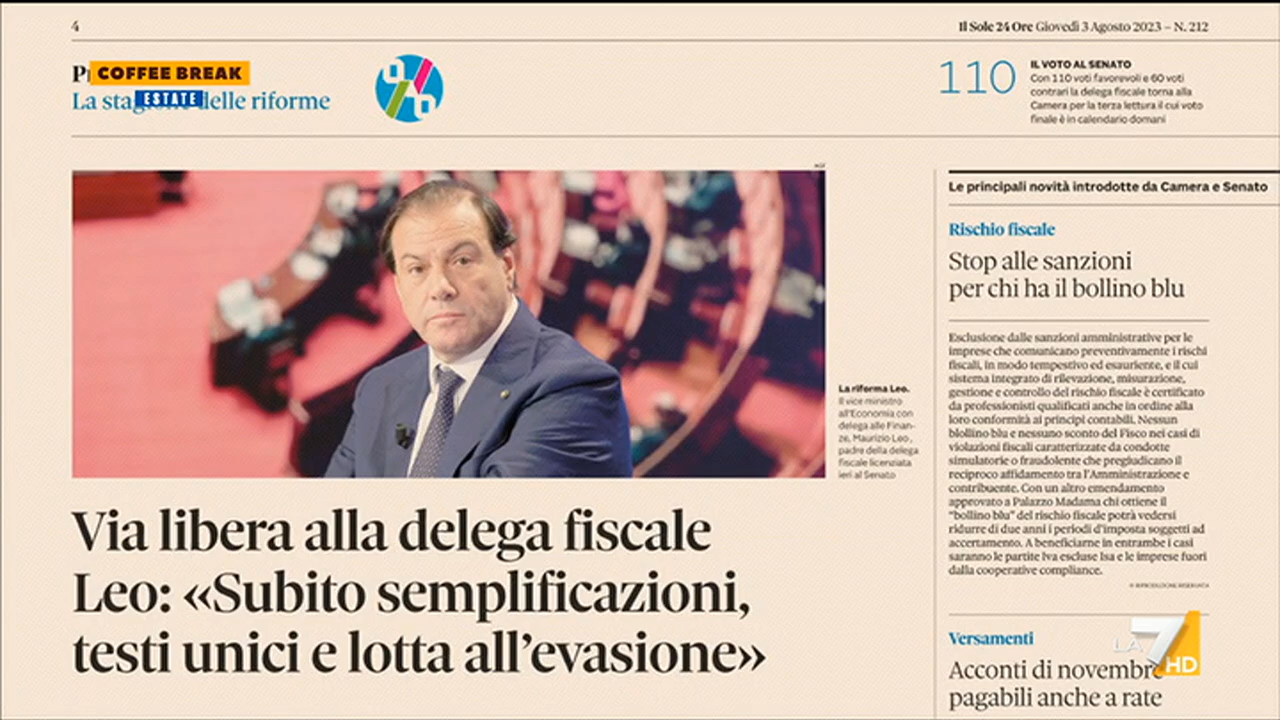 4
Il Sole 24 Ore Giovedì 3 Agosto 2023 – N. 212
COFFEE BREAK
ESTATE
La delle riforme
110
IL VOTO AL SENATO
Con 110 voti favorevoli e 60 voti
contrari la delega fiscale torna alla
Camera per la terza lettura il cui voto
finale è in calendario domani
La riforma Leo.
Il vice ministro
all'Economia con
delega alle Finan-
ze, Maurizio Leo,
padre della delega
fiscale licenziata
ieri al Senato
Via libera alla delega fiscale
Leo: «Subito semplificazioni,
testi unici e lotta all'evasione»
Le principali novità introdotte da Camera e Senato
Rischio fiscale
Stop alle sanzioni
per chi ha il bollino blu
Esclusione dalle sanzioni amministrative per le
imprese che comunicano preventivamente i rischi
fiscali, in modo tempestivo ed esauriente, e il cui
sistema integrato di rilevazione, misurazione,
gestione e controllo del rischio fiscale è certificato
da professionisti qualificati anche in ordine alla
loro conformità ai principi contabili. Nessun
blollino blu e nessuno sconto del Fisco nei casi di
violazioni fiscali caratterizzate da condotte
simulatorie o fraudolente che pregiudicano il
reciproco affidamento tra l'Amministrazione e
contribuente. Con un altro emendamento
approvato a Palazzo Madama chi ottiene il
"bollino blu" del rischio fiscale potrà vedersi
ridurre di due anni i periodi d'imposta soggetti ad
accertamento. A beneficiarne in entrambe i casi
saranno le partite Iva escluse Isa e le imprese fuori
dalla cooperative compliance.
© RIPRODUZIONE RISERVATA
Versamenti
Acconti di novembre
pagabili anche a rate
LA 7 HD